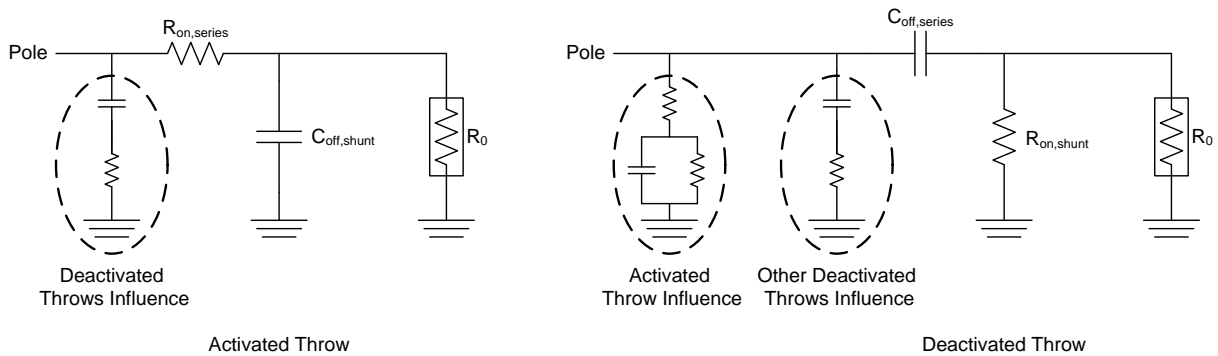 R_on,series
Pole
C_off,shunt
R_0
Deactivated
Throws Influence
Activated Throw
C_off,series
Pole
R_on,shunt
R_0
Activated
Throw Influence
Other Deactivated
Throws Influence
Deactivated Throw